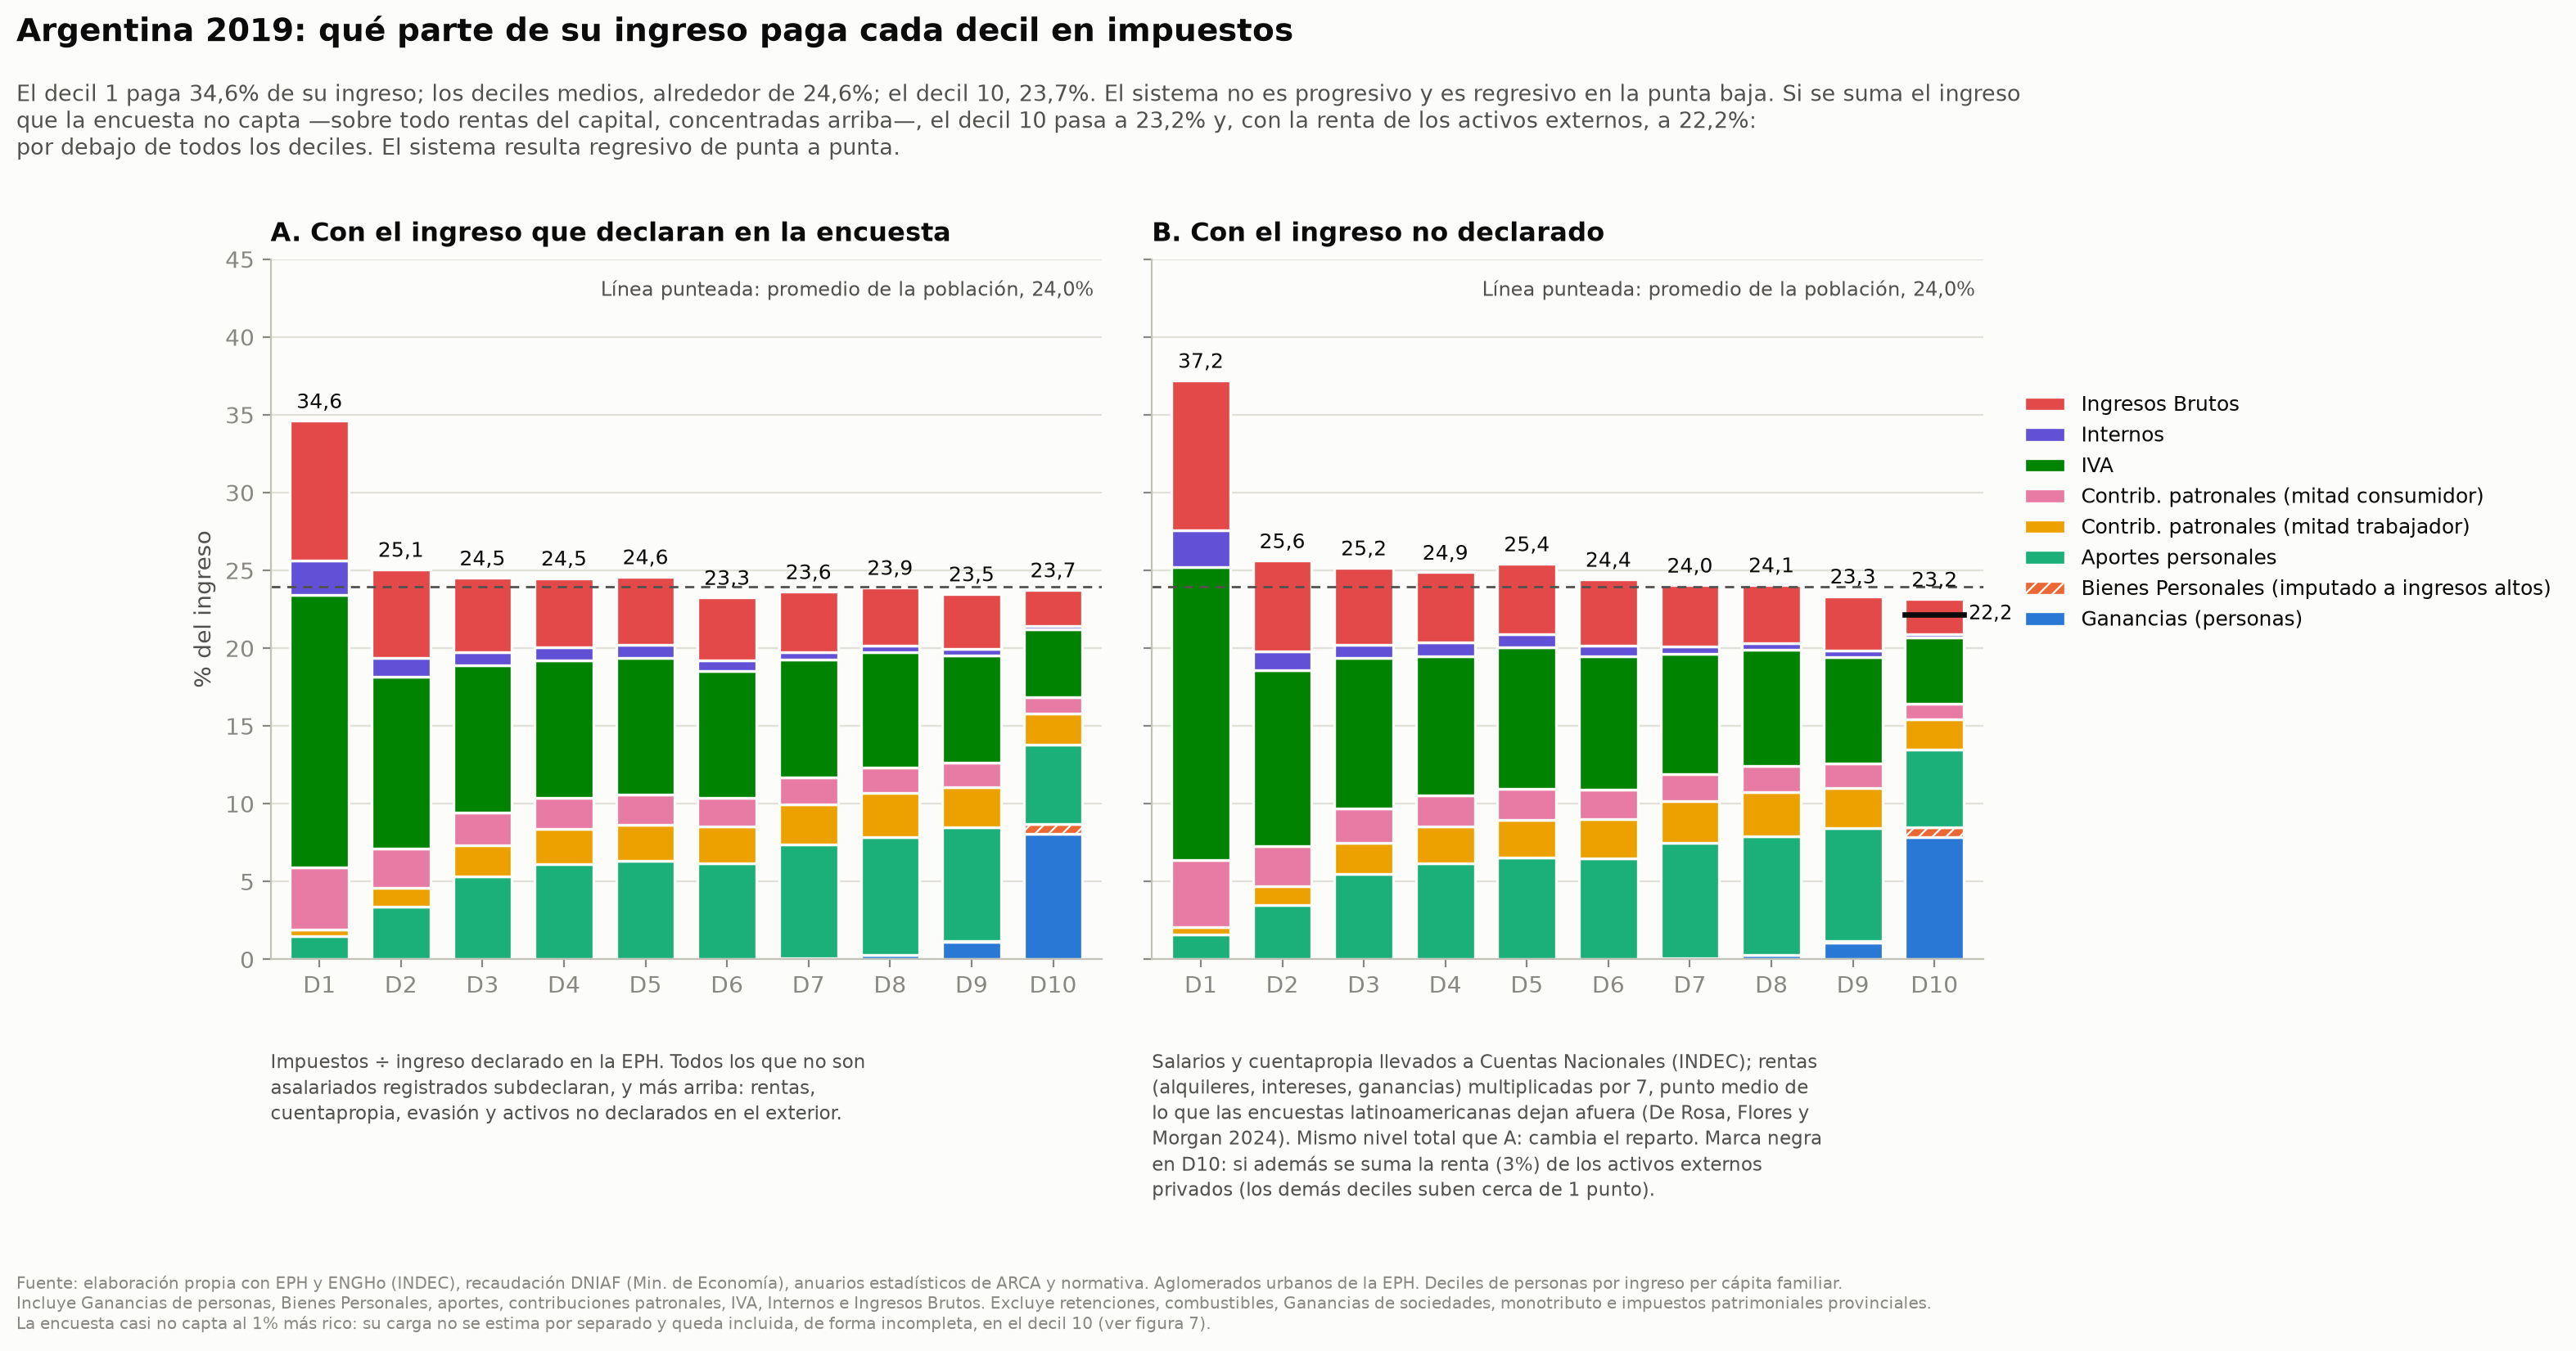 Argentina 2019: qué parte de su ingreso paga cada decil en impuestos
El decil 1 paga 34,6% de su ingreso; los deciles medios, alrededor de 24,6%; el decil 10, 23,7%. El sistema no es progresivo y es regresivo en la punta baja. Si se suma el ingreso
que la encuesta no capta —sobre todo rentas del capital, concentradas arriba—, el decil 10 pasa a 23,2% y, con la renta de los activos externos, a 22,2%:
por debajo de todos los deciles. El sistema resulta regresivo de punta a punta.
A. Con el ingreso que declaran en la encuesta
Línea punteada: promedio de la población, 24,0%
% del ingreso
45
40
35
30
25
20
15
10
5
0
34,6
25,1
24,5
24,5
24,6
23,3
23,6
23,9
23,5
23,7
D1 D2 D3 D4 D5 D6 D7 D8 D9 D10
Impuestos ÷ ingreso declarado en la EPH. Todos los que no son
asalariados registrados subdeclaran, y más arriba: rentas,
cuentapropia, evasión y activos no declarados en el exterior.
B. Con el ingreso no declarado
Línea punteada: promedio de la población, 24,0%
37,2
25,6
25,2
24,9
25,4
24,4
24,0
24,1
23,3
23,2
22,2
D1 D2 D3 D4 D5 D6 D7 D8 D9 D10
Salarios y cuentapropia llevados a Cuentas Nacionales (INDEC); rentas
(alquileres, intereses, ganancias) multiplicadas por 7, punto medio de
lo que las encuestas latinoamericanas dejan afuera (De Rosa, Flores y
Morgan 2024). Mismo nivel total que A: cambia el reparto. Marca negra
en D10: si además se suma la renta (3%) de los activos externos
privados (los demás deciles suben cerca de 1 punto).
Ingresos Brutos
Internos
IVA
Contrib. patronales (mitad consumidor)
Contrib. patronales (mitad trabajador)
Aportes personales
Bienes Personales (imputado a ingresos altos)
Ganancias (personas)
Fuente: elaboración propia con EPH y ENGHo (INDEC), recaudación DNIAF (Min. de Economía), anuarios estadísticos de ARCA y normativa. Aglomerados urbanos de la EPH. Deciles de personas por ingreso per cápita familiar.
Incluye Ganancias de personas, Bienes Personales, aportes, contribuciones patronales, IVA, Internos e Ingresos Brutos. Excluye retenciones, combustibles, Ganancias de sociedades, monotributo e impuestos patrimoniales provinciales.
La encuesta casi no capta al 1% más rico: su carga no se estima por separado y queda incluida, de forma incompleta, en el decil 10 (ver figura 7).